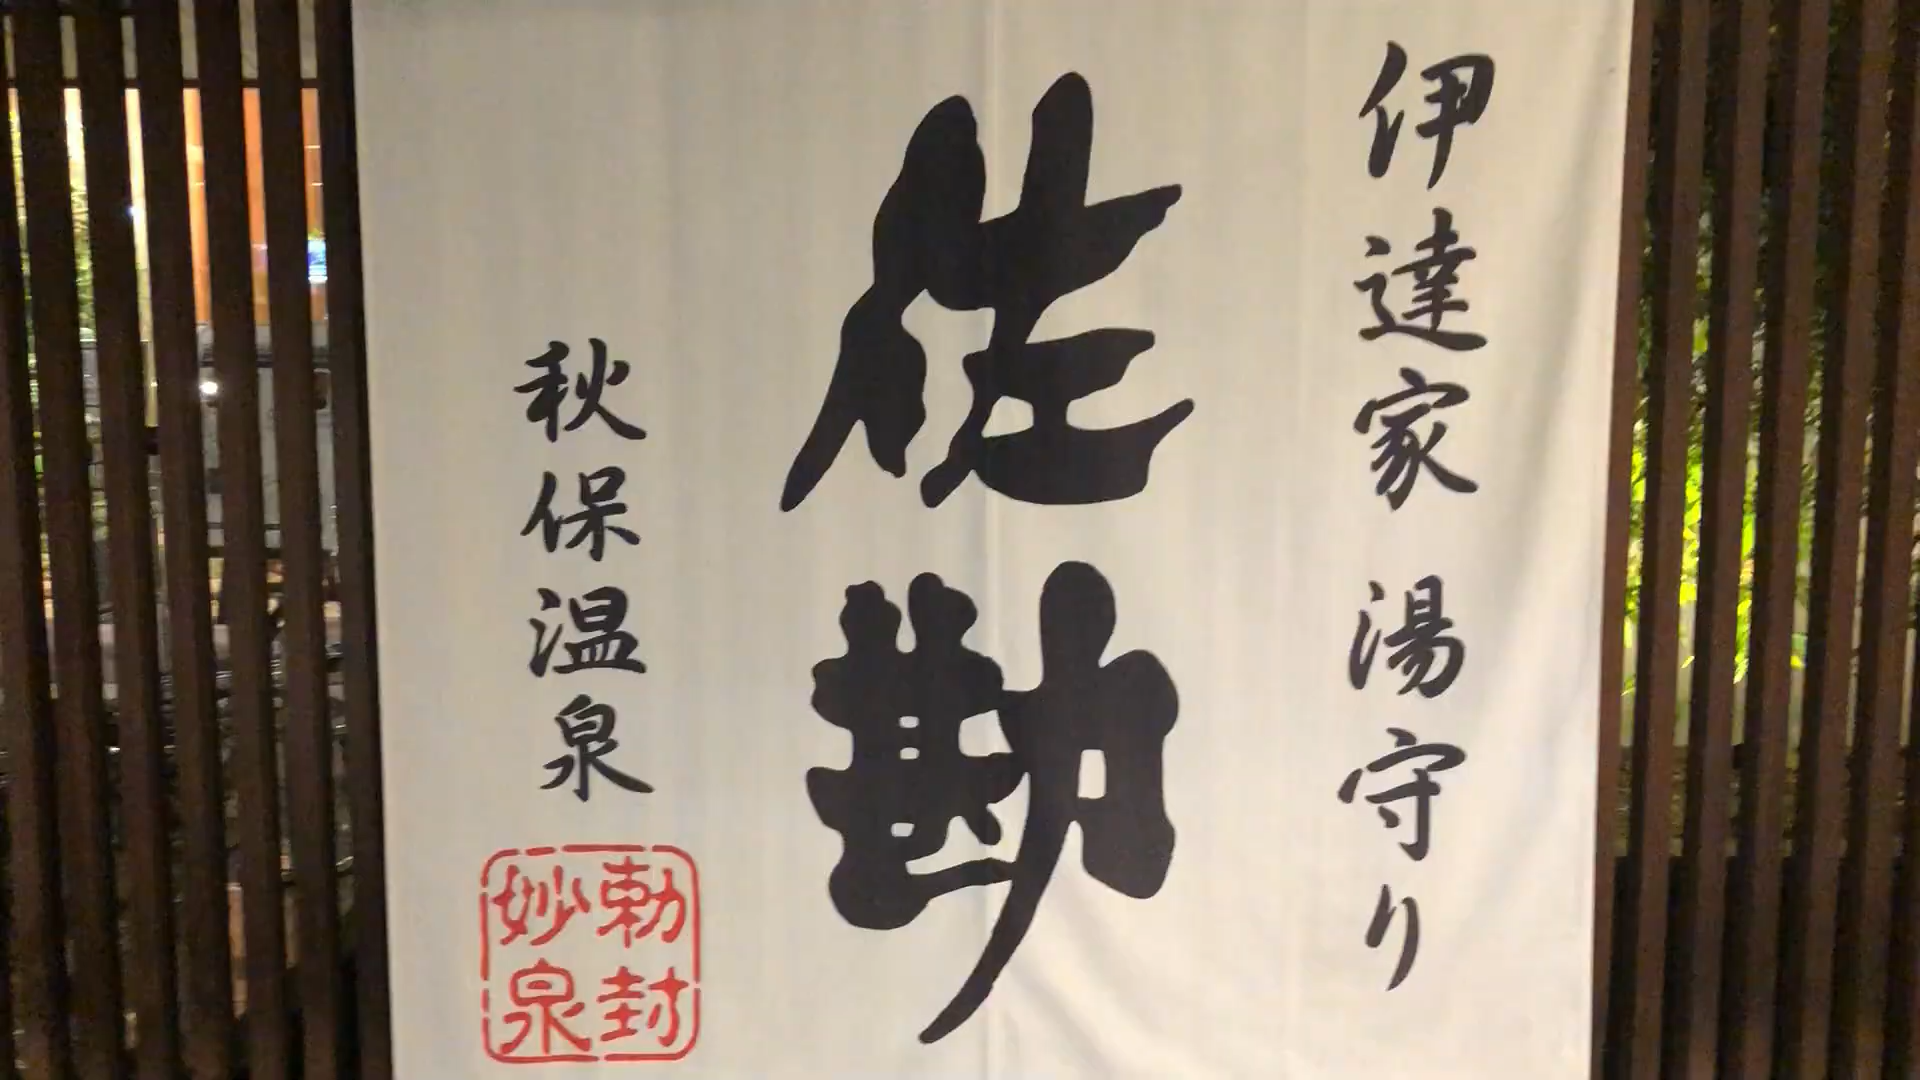 伊達家 湯守り
佐勘
秋保温泉
勅封
妙泉